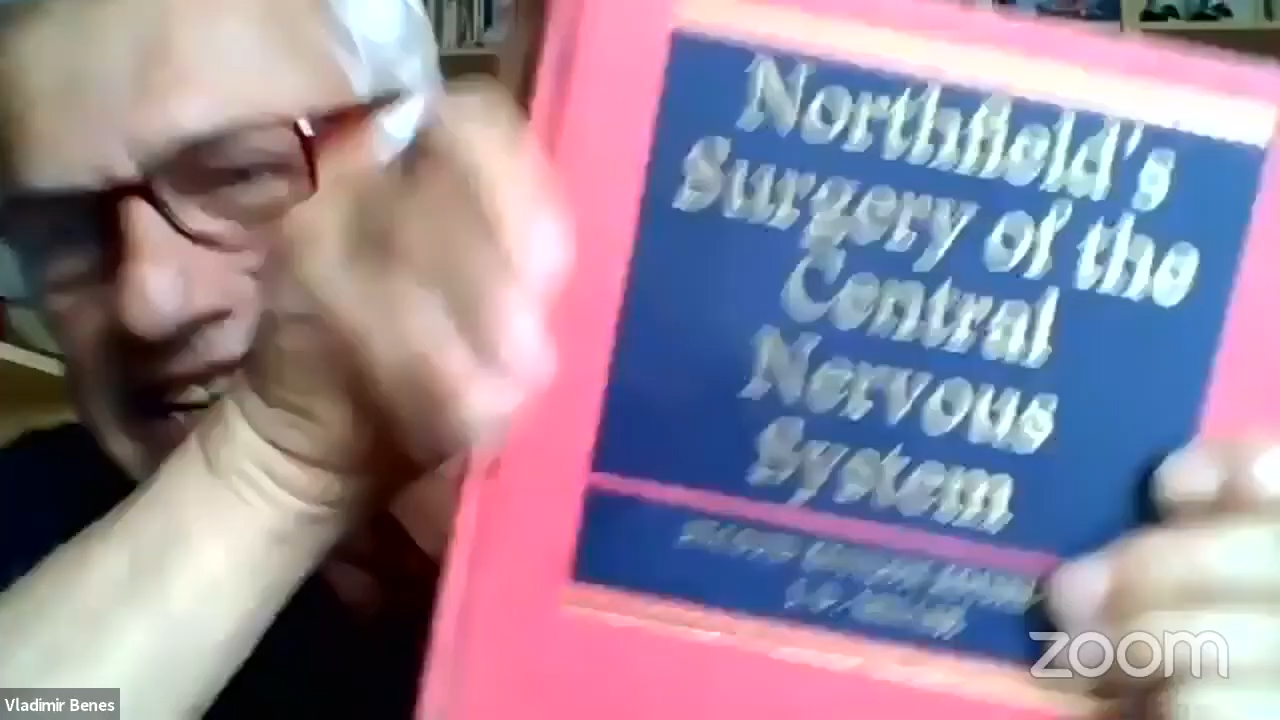 Northfield's
Surgery of the
Central
Nervous
System
zoom
Vladimir Benes